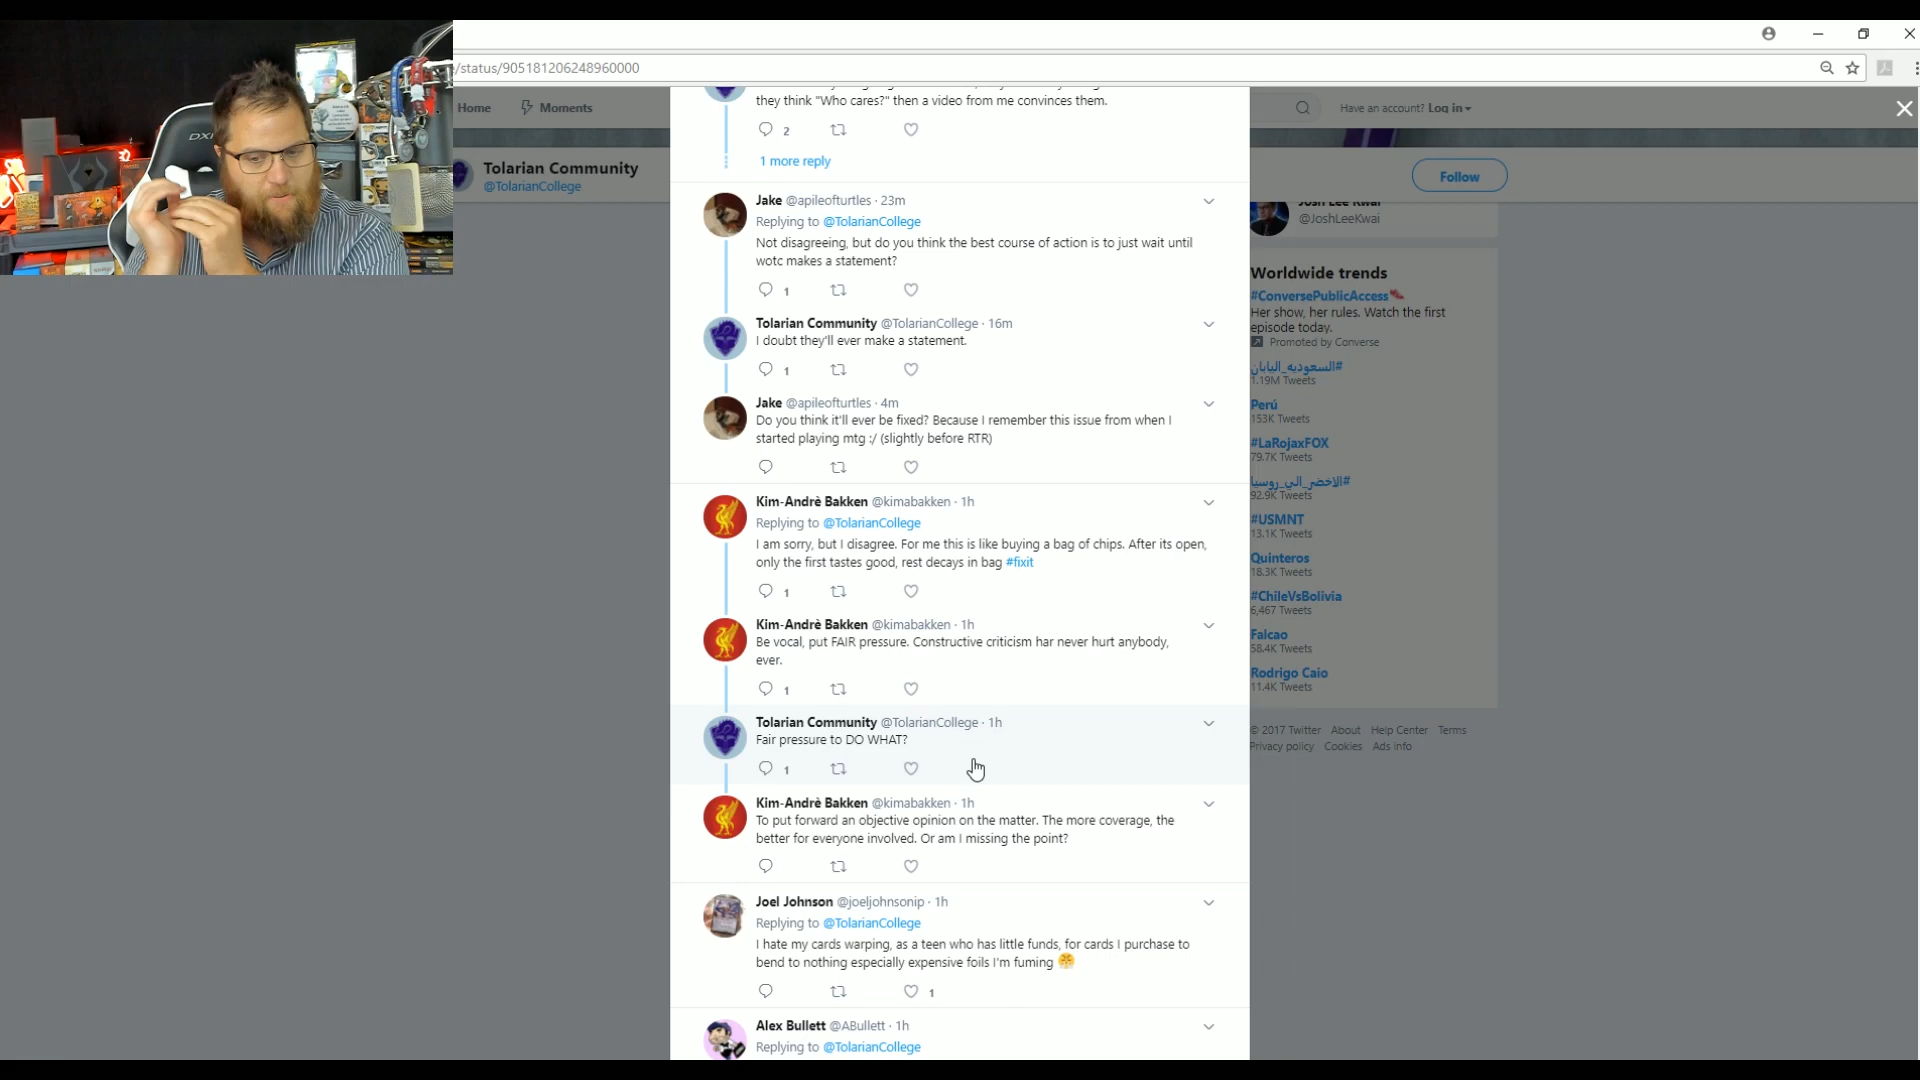 /status/905181206248960000
Home
Moments
Have an account? Log in
Tolarian Community
@TolarianCollege
Follow
they think "Who cares?" then a video from me convinces them.
2
1 more reply
Jake @apileofturtles · 23m
Replying to @TolarianCollege
Not disagreeing, but do you think the best course of action is to just wait until
wotc makes a statement?
1
Tolarian Community @TolarianCollege · 16m
I doubt they'll ever make a statement.
1
Jake @apileofturtles · 4m
Do you think it'll ever be fixed? Because I remember this issue from when I
started playing mtg :/ (slightly before RTR)
Kim-Andrè Bakken @kimabakken · 1h
Replying to @TolarianCollege
I am sorry, but I disagree. For me this is like buying a bag of chips. After its open,
only the first tastes good, rest decays in bag #fixit
1
Kim-Andrè Bakken @kimabakken · 1h
Be vocal, put FAIR pressure. Constructive criticism har never hurt anybody,
ever.
1
Tolarian Community @TolarianCollege · 1h
Fair pressure to DO WHAT?
1
Kim-Andrè Bakken @kimabakken · 1h
To put forward an objective opinion on the matter. The more coverage, the
better for everyone involved. Or am I missing the point?
Joel Johnson @joeljohnsonip · 1h
Replying to @TolarianCollege
I hate my cards warping, as a teen who has little funds, for cards I purchase to
bend to nothing especially expensive foils I'm fuming 😤
1
Alex Bullett @ABullett · 1h
Replying to @TolarianCollege
Josh Lee Kwai
@JoshLeeKwai
Worldwide trends
#ConversePublicAccess
Her show, her rules. Watch the first
episode today.
Promoted by Converse
#السعوديه_اليابان
1.19M Tweets
Perú
153K Tweets
#LaRojaxFOX
79.7K Tweets
#الاخضر_الي_روسيا
92.9K Tweets
#USMNT
13.1K Tweets
Quinteros
18.3K Tweets
#ChileVsBolivia
6,467 Tweets
Falcao
58.4K Tweets
Rodrigo Caio
11.4K Tweets
© 2017 Twitter About Help Center Terms
Privacy policy Cookies Ads info